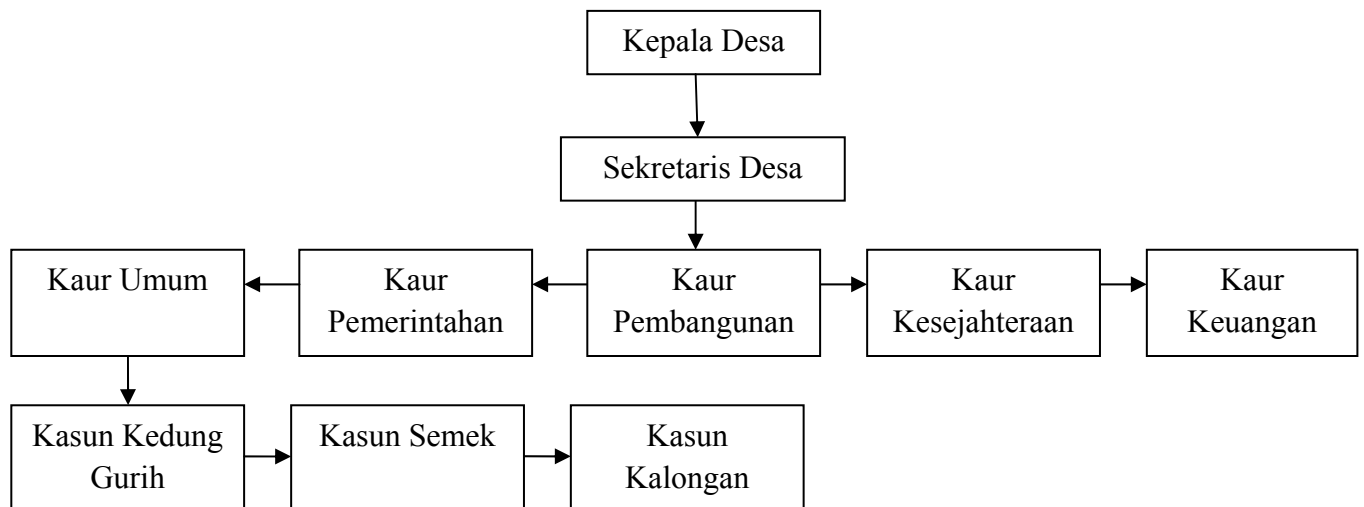 Kepala Desa
Sekretaris Desa
Kaur Umum
Kaur
Pemerintahan
Kaur
Pembangunan
Kaur
Kesejahteraan
Kaur
Keuangan
Kasun Kedung
Gurih
Kasun Semek
Kasun
Kalongan